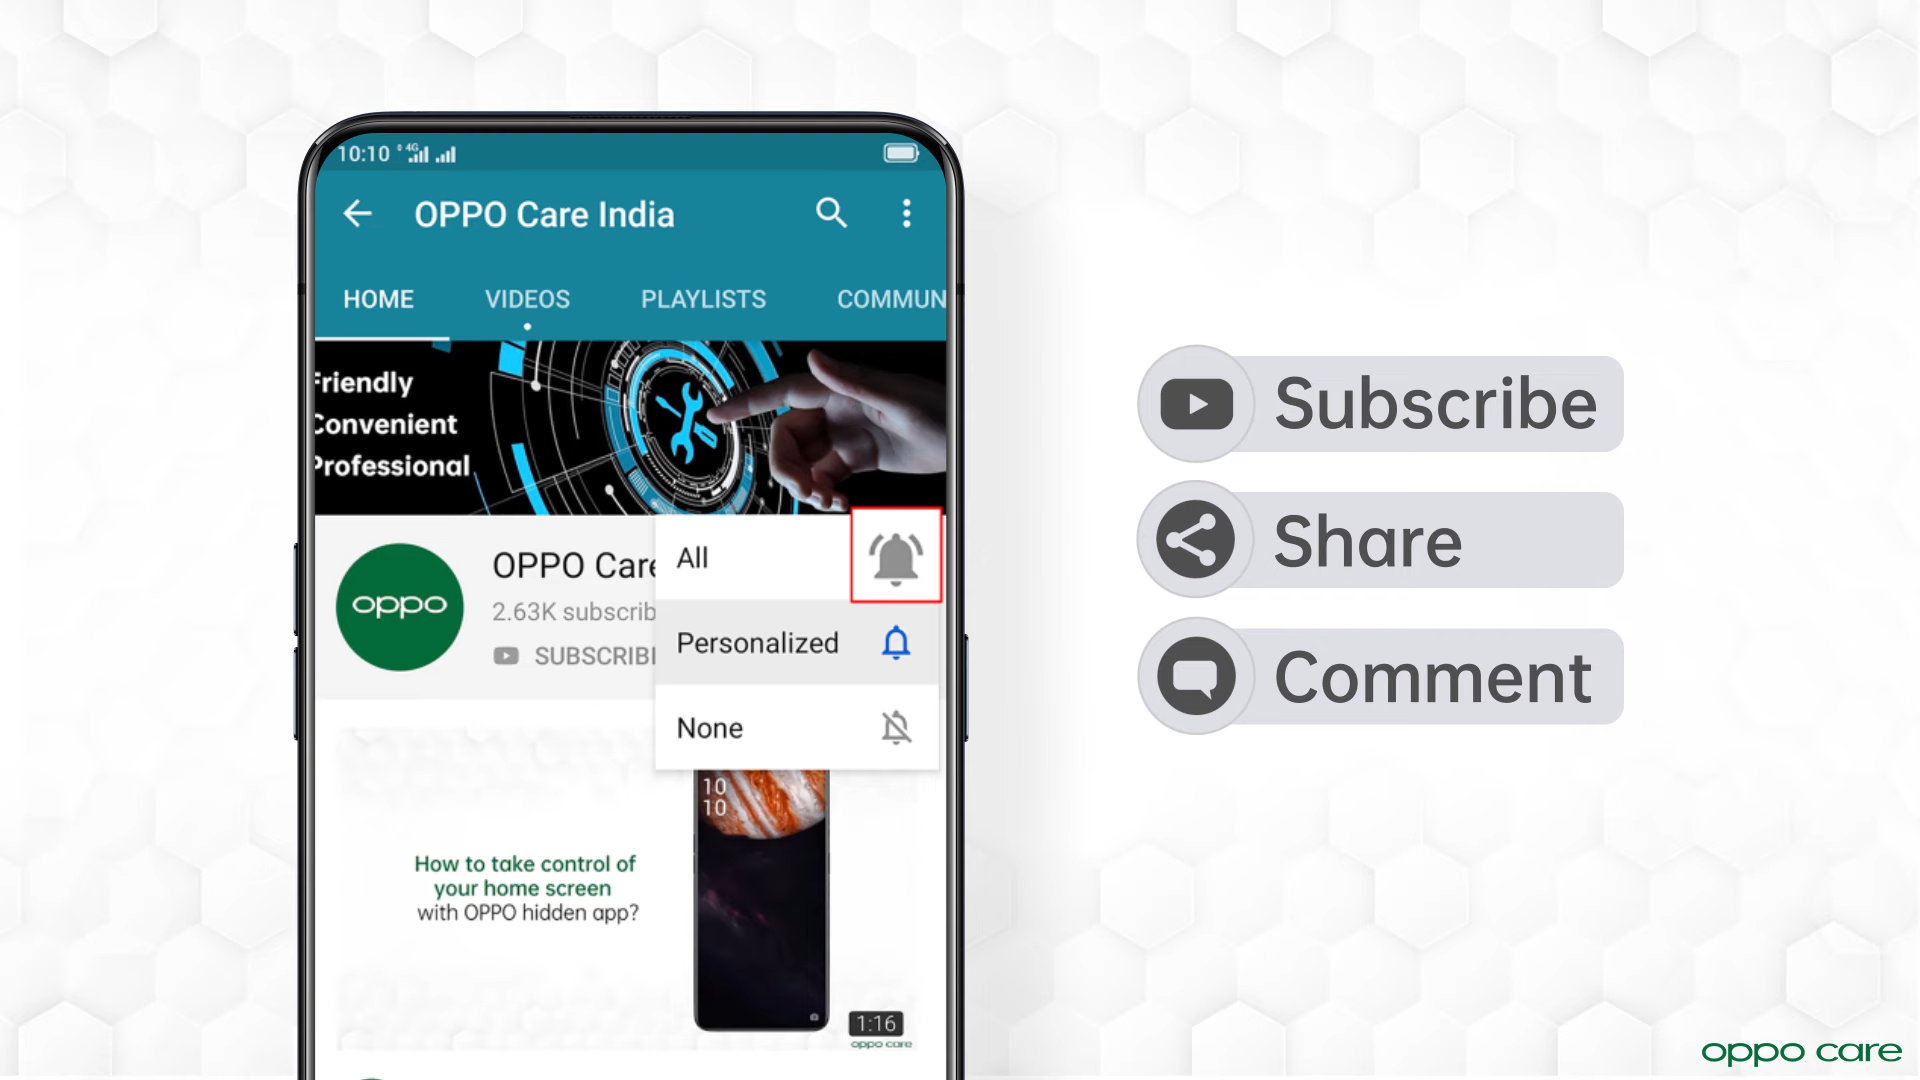 10:10 4G
OPPO Care India
HOME VIDEOS PLAYLISTS COMMUN
Friendly
Convenient
Professional
oppo
OPPO Care
2.63K subscrib
SUBSCRIBE
All
Personalized
None
10
10
How to take control of
your home screen
with OPPO hidden app?
1:16
oppo care
Subscribe
Share
Comment
oppo care